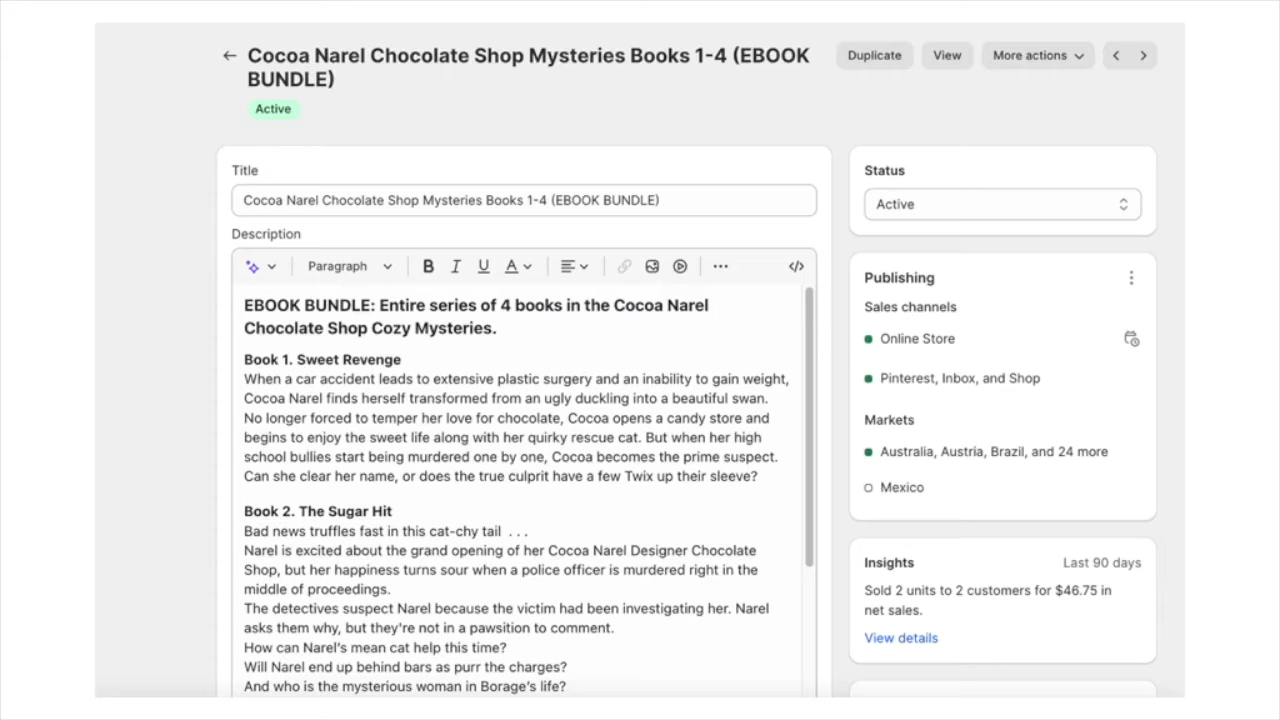 Cocoa Narel Chocolate Shop Mysteries Books 1-4 (EBOOK
BUNDLE)
Duplicate
View
More actions
Active
Title
Cocoa Narel Chocolate Shop Mysteries Books 1-4 (EBOOK BUNDLE)
Description
Paragraph
B I U A
EBOOK BUNDLE: Entire series of 4 books in the Cocoa Narel
Chocolate Shop Cozy Mysteries.
Book 1. Sweet Revenge
When a car accident leads to extensive plastic surgery and an inability to gain weight,
Cocoa Narel finds herself transformed from an ugly duckling into a beautiful swan.
No longer forced to temper her love for chocolate, Cocoa opens a candy store and
begins to enjoy the sweet life along with her quirky rescue cat. But when her high
school bullies start being murdered one by one, Cocoa becomes the prime suspect.
Can she clear her name, or does the true culprit have a few Twix up their sleeve?
Book 2. The Sugar Hit
Bad news truffles fast in this cat-chy tail . . .
Narel is excited about the grand opening of her Cocoa Narel Designer Chocolate
Shop, but her happiness turns sour when a police officer is murdered right in the
middle of proceedings.
The detectives suspect Narel because the victim had been investigating her. Narel
asks them why, but they're not in a pawsition to comment.
How can Narel's mean cat help this time?
Will Narel end up behind bars as purr the charges?
And who is the mysterious woman in Borage's life?
Status
Active
Publishing
Sales channels
Online Store
Pinterest, Inbox, and Shop
Markets
Australia, Austria, Brazil, and 24 more
Mexico
Insights
Last 90 days
Sold 2 units to 2 customers for $46.75 in
net sales.
View details